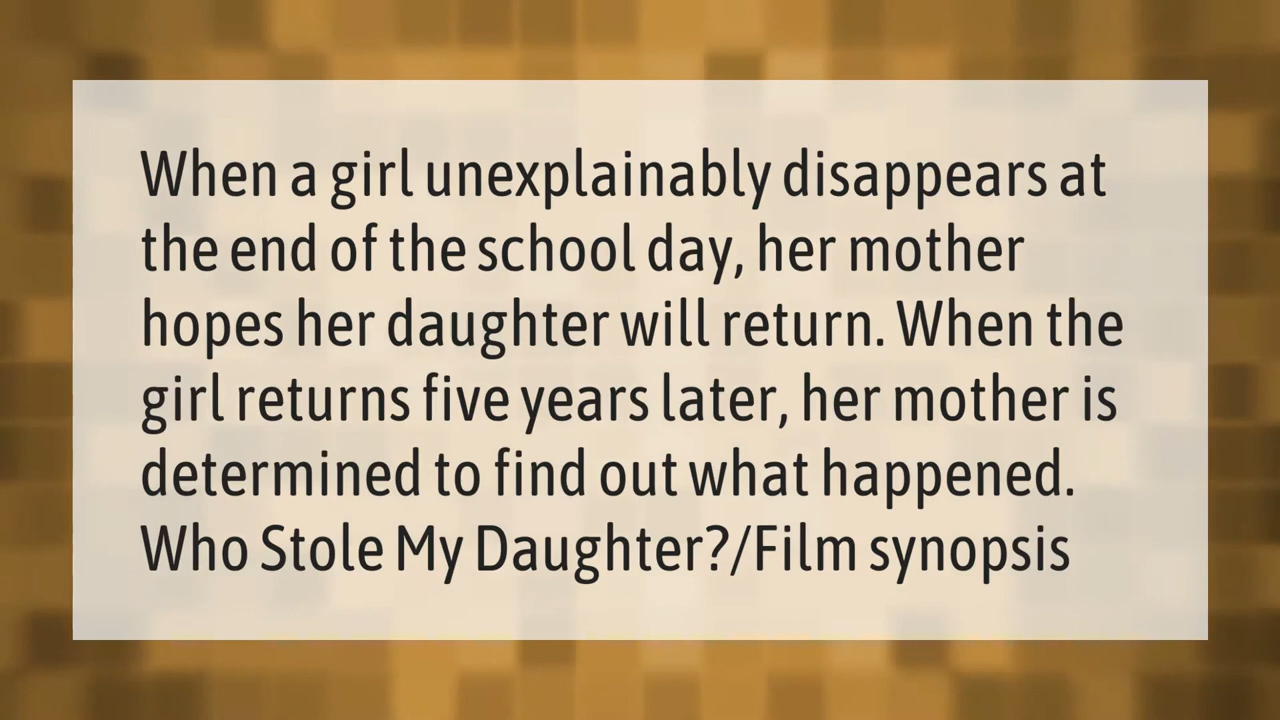 When a girl unexplainably disappears at
the end of the school day, her mother
hopes her daughter will return. When the
girl returns five years later, her mother is
determined to find out what happened.
Who Stole My Daughter?/Film synopsis